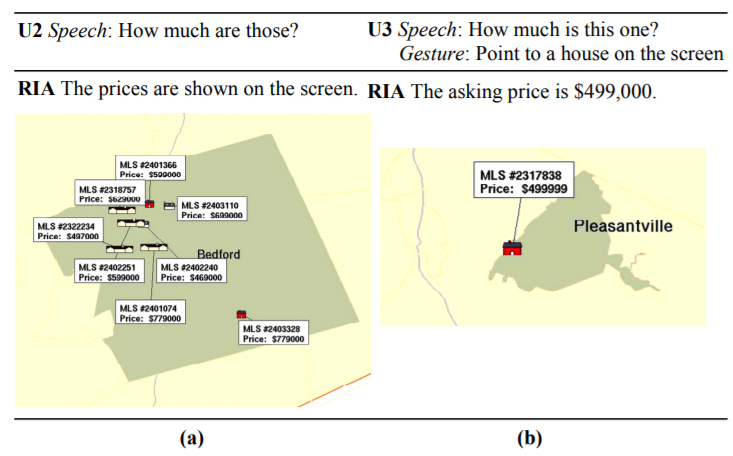 U2 Speech: How much are those?
U3 Speech: How much is this one?
Gesture: Point to a house on the screen
RIA The prices are shown on the screen.
RIA The asking price is $499,000.
MLS #2401366
Price: $599000
MLS #2318757
Price: $629000
MLS #2403110
Price: $699000
MLS #2322234
Price: $497000
Bedford
MLS #2402251
Price: $599000
MLS #2402240
Price: $469000
MLS #2401074
Price: $779000
MLS #2403328
Price: $779000
MLS #2317838
Price: $499999
Pleasantville
(a)
(b)